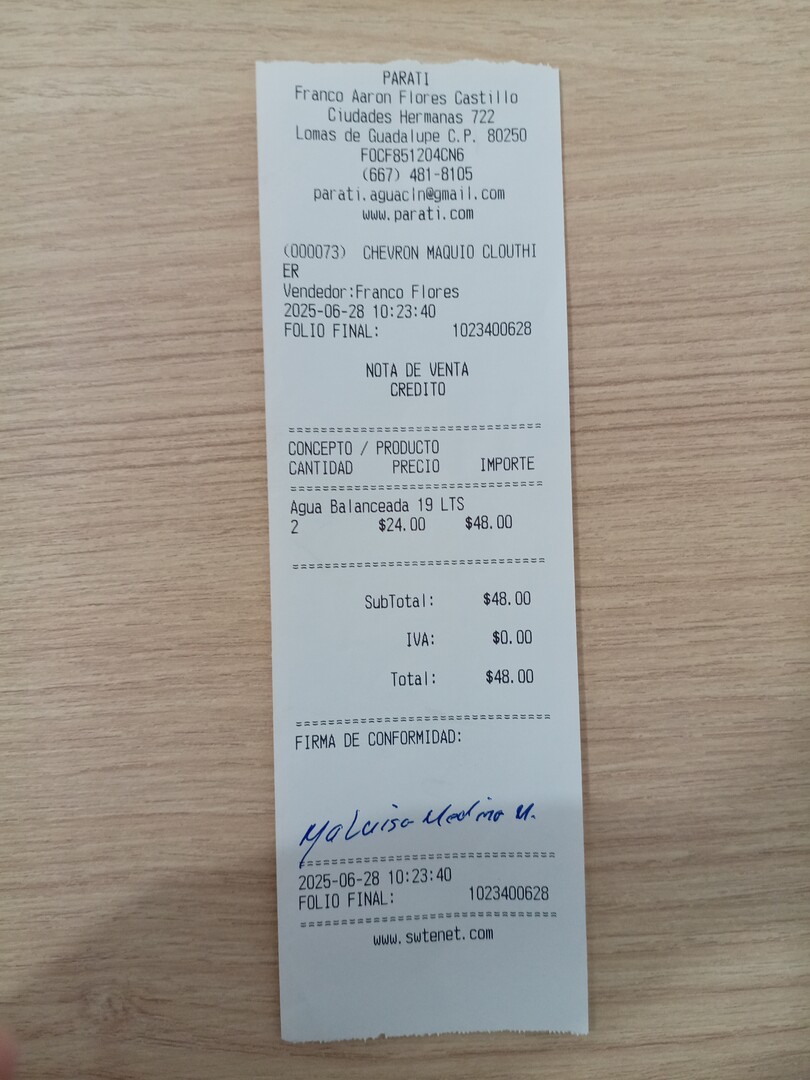 PARATI
Franco Aaron Flores Castillo
Ciudades Hermanas 722
Lomas de Guadalupe C.P. 80250
FOCF851204CN6
(667) 481-8105
parati.aguacln@gmail.com
www.parati.com
(000073) CHEVRON MAQUIO CLOUTHI
ER
Vendedor:Franco Flores
2025-06-28 10:23:40
FOLIO FINAL: 1023400628
NOTA DE VENTA
CREDITO
================================
CONCEPTO / PRODUCTO
CANTIDAD PRECIO IMPORTE
================================
Agua Balanceada 19 LTS
2 $24.00 $48.00
================================
SubTotal: $48.00
IVA: $0.00
Total: $48.00
================================
FIRMA DE CONFORMIDAD:
Ma Luisa Medina M.
================================
2025-06-28 10:23:40
FOLIO FINAL: 1023400628
================================
www.swtenet.com